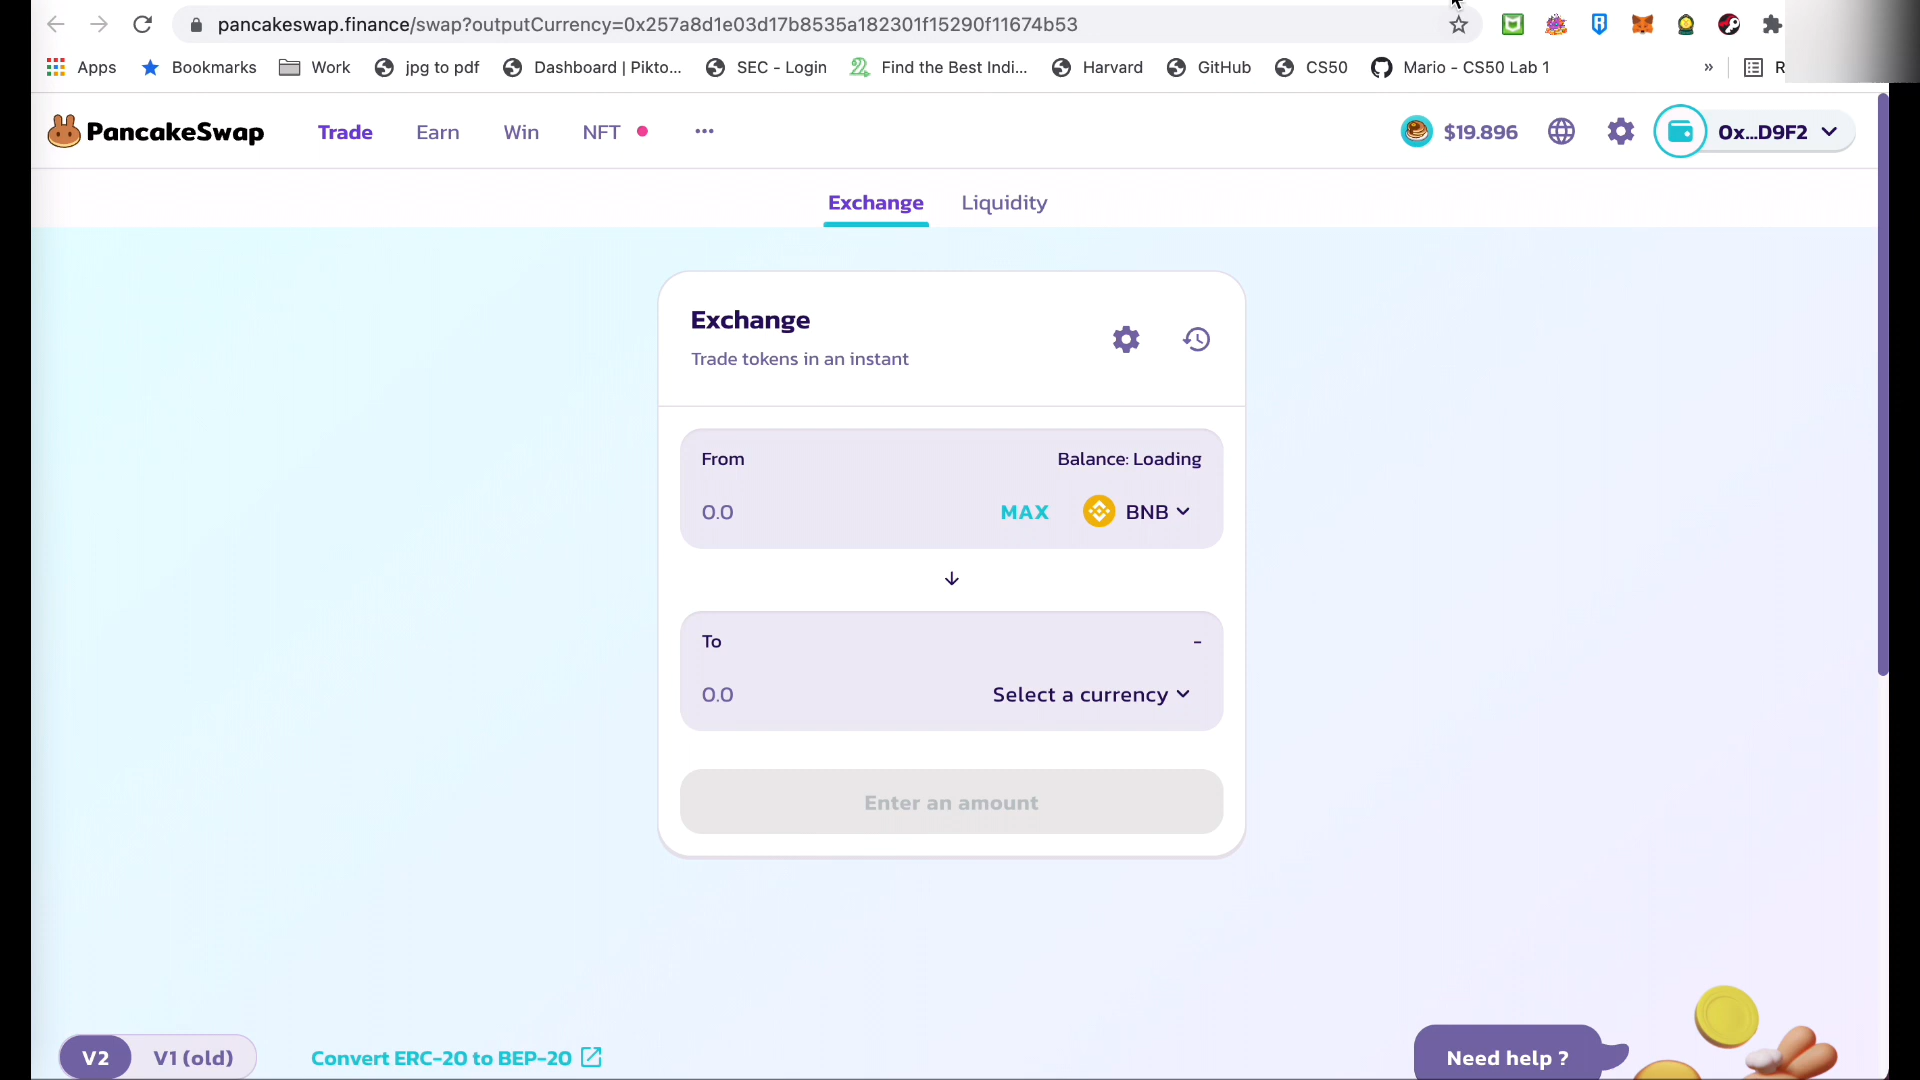 pancakeswap.finance/swap?outputCurrency=0x257a8d1e03d17b8535a182301f15290f11674b53
Apps Bookmarks Work jpg to pdf Dashboard | Pikto... SEC - Login Find the Best Indi... Harvard GitHub CS50 Mario - CS50 Lab 1 » R
PancakeSwap Trade Earn Win NFT ••• $19.896 0x...D9F2
Exchange Liquidity
Exchange
Trade tokens in an instant
From Balance: Loading
0.0 MAX BNB
To -
0.0 Select a currency
Enter an amount
V2 V1 (old) Convert ERC-20 to BEP-20 Need help ?